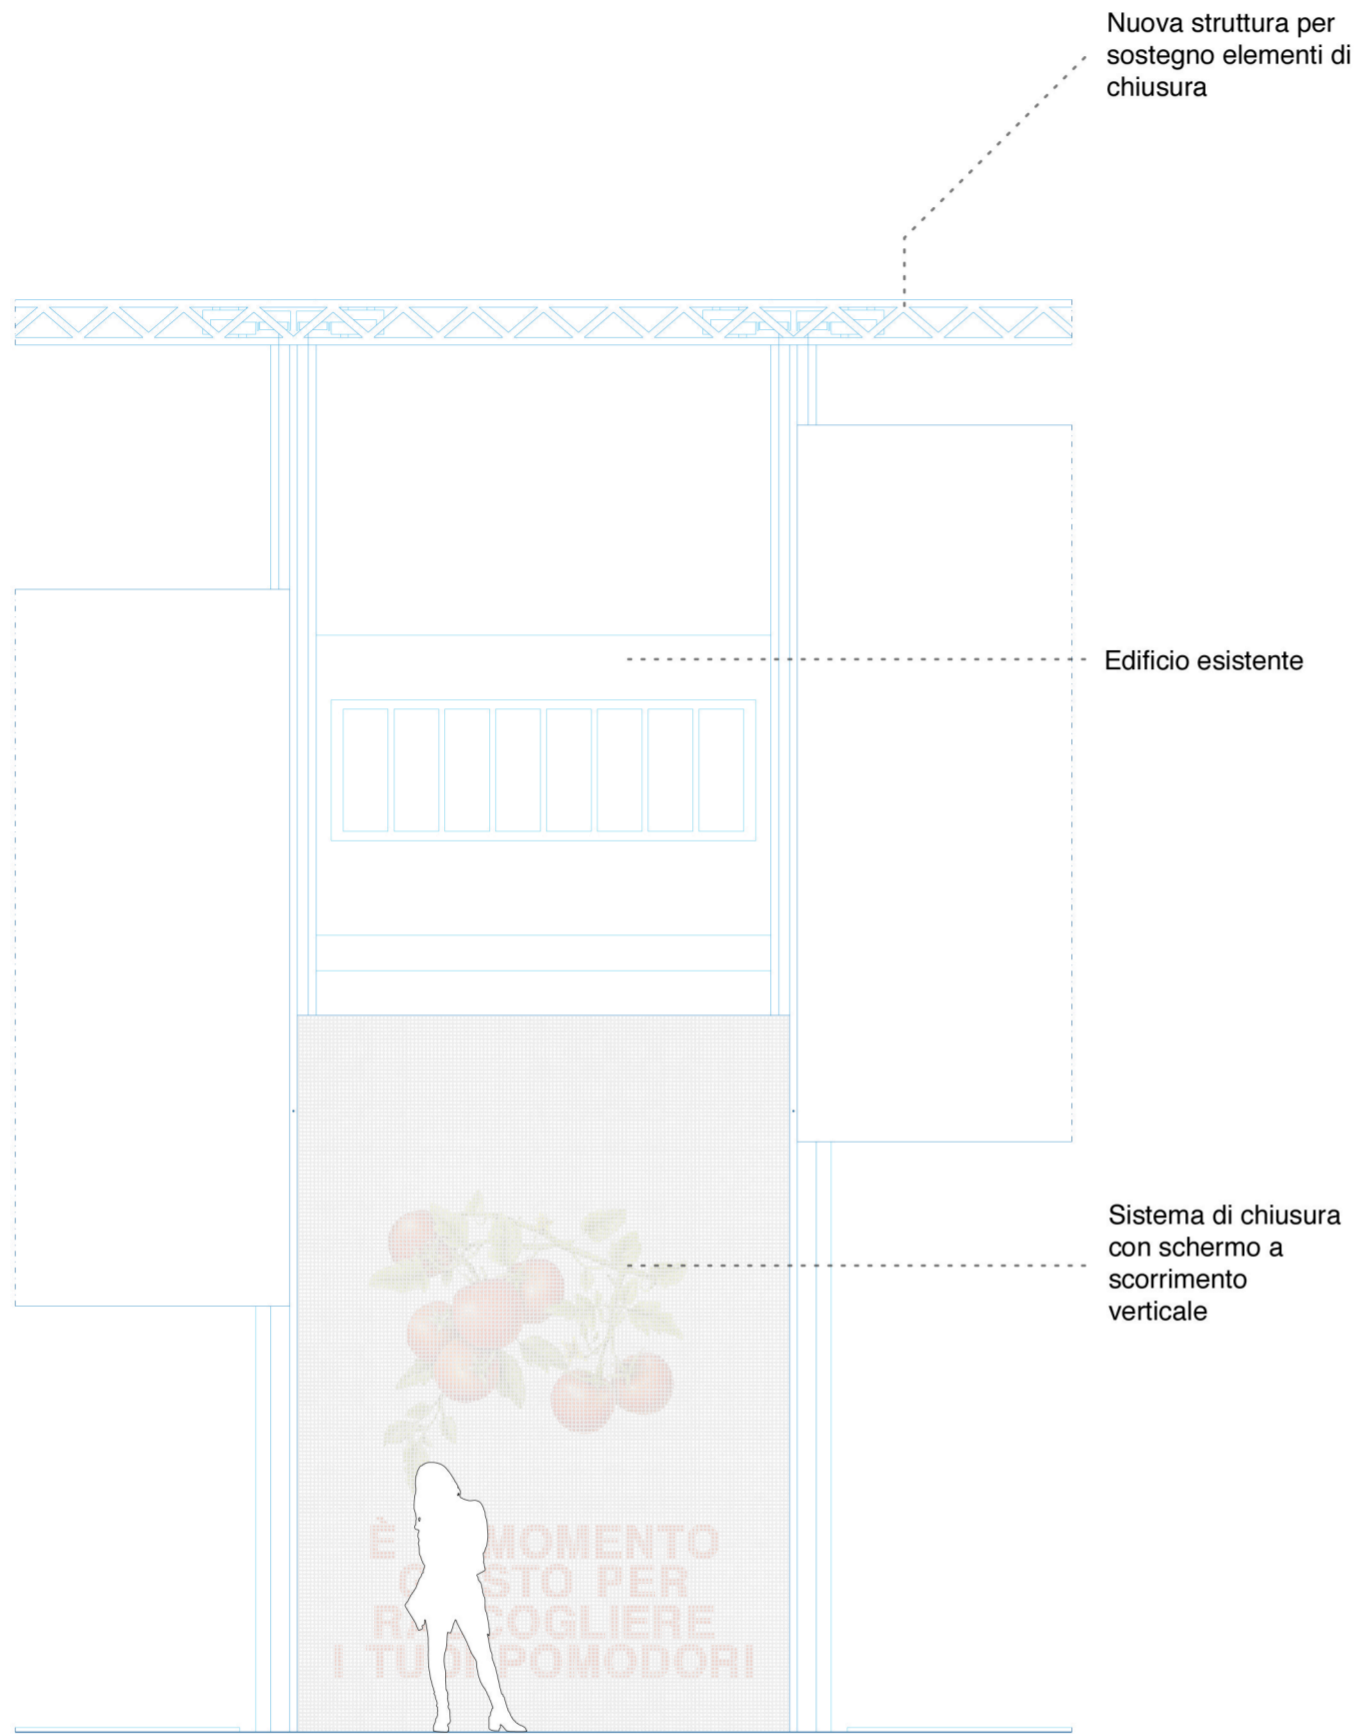 Nuova struttura per
sostegno elementi di
chiusura
Edificio esistente
Sistema di chiusura
con schermo a
scorrimento
verticale
È MOMENTO
PER
I POMODORI